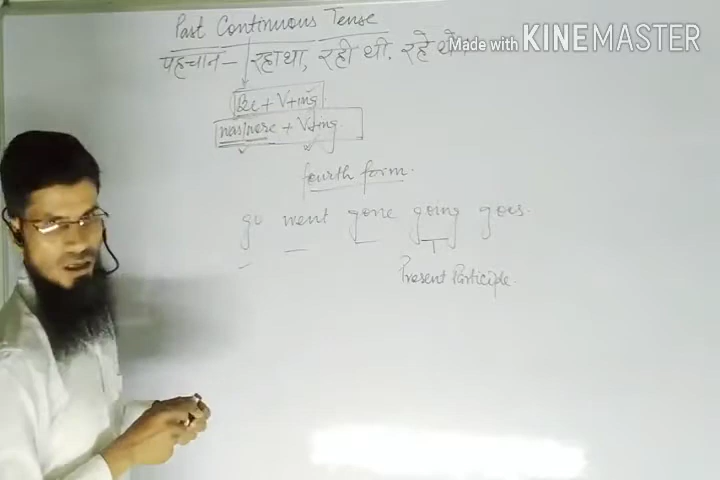 Past Continuous Tense
पहचान - रहा था, रही थी. रहे थे
Made with KINEMASTER
Be + V+ing
was/were + V+ing
fourth form.
go went gone going goes.
Present Participle.